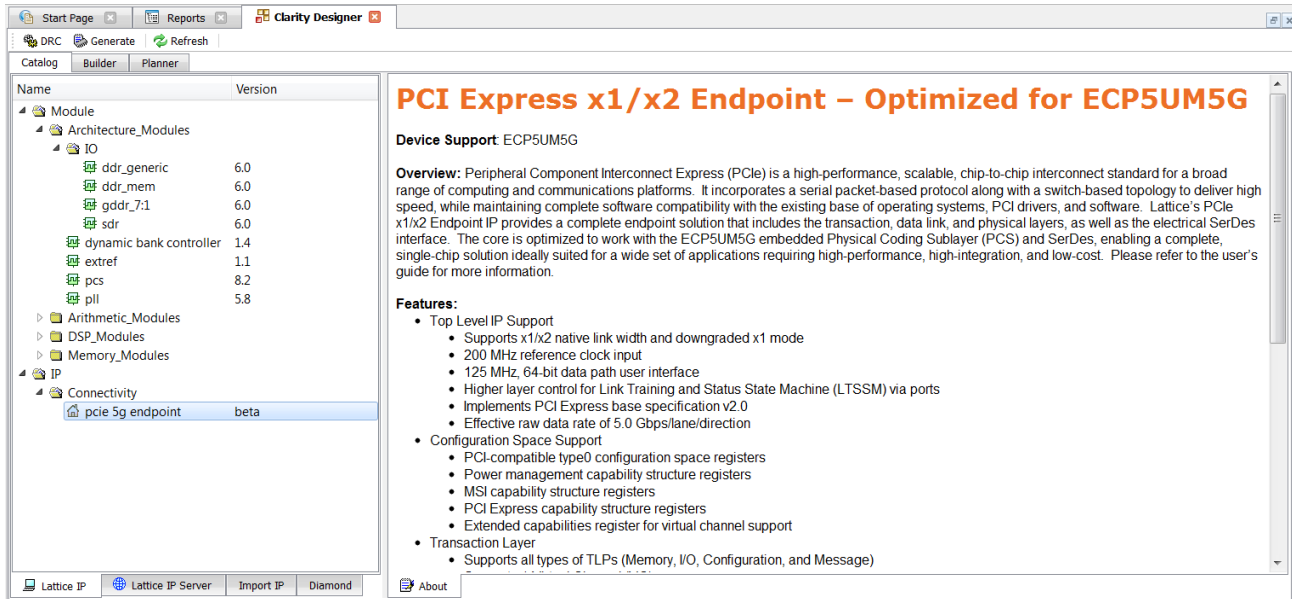 Start Page
Reports
Clarity Designer
DRC
Generate
Refresh
Catalog
Builder
Planner
Name Version
Module
Architecture_Modules
IO
ddr_generic 6.0
ddr_mem 6.0
gddr_7:1 6.0
sdr 6.0
dynamic bank controller 1.4
extref 1.1
pcs 8.2
pll 5.8
Arithmetic_Modules
DSP_Modules
Memory_Modules
IP
Connectivity
pcie 5g endpoint beta
Lattice IP
Lattice IP Server
Import IP
Diamond
PCI Express x1/x2 Endpoint – Optimized for ECP5UM5G
Device Support: ECP5UM5G
Overview: Peripheral Component Interconnect Express (PCIe) is a high-performance, scalable, chip-to-chip interconnect standard for a broad
range of computing and communications platforms. It incorporates a serial packet-based protocol along with a switch-based topology to deliver high
speed, while maintaining complete software compatibility with the existing base of operating systems, PCI drivers, and software. Lattice's PCIe
x1/x2 Endpoint IP provides a complete endpoint solution that includes the transaction, data link, and physical layers, as well as the electrical SerDes
interface. The core is optimized to work with the ECP5UM5G embedded Physical Coding Sublayer (PCS) and SerDes, enabling a complete,
single-chip solution ideally suited for a wide set of applications requiring high-performance, high-integration, and low-cost. Please refer to the user's
guide for more information.
Features:
• Top Level IP Support
• Supports x1/x2 native link width and downgraded x1 mode
• 200 MHz reference clock input
• 125 MHz, 64-bit data path user interface
• Higher layer control for Link Training and Status State Machine (LTSSM) via ports
• Implements PCI Express base specification v2.0
• Effective raw data rate of 5.0 Gbps/lane/direction
• Configuration Space Support
• PCI-compatible type0 configuration space registers
• Power management capability structure registers
• MSI capability structure registers
• PCI Express capability structure registers
• Extended capabilities register for virtual channel support
• Transaction Layer
• Supports all types of TLPs (Memory, I/O, Configuration, and Message)
About